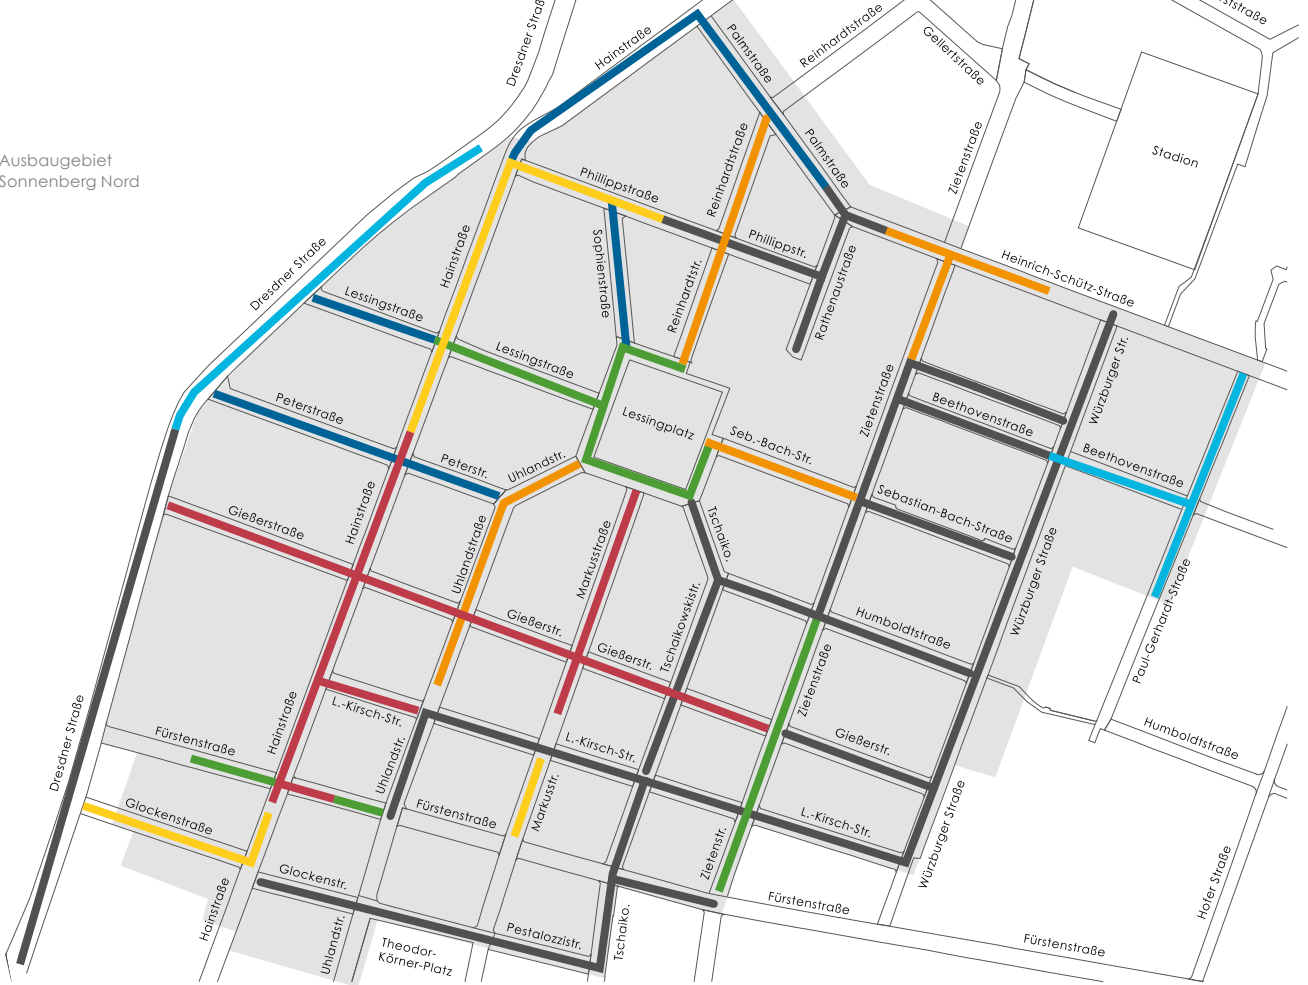 Dresdner Straß
Hainstraße
Palmstraße
Reinhardtstraße
Gellertstraße
ststraße
Stadion
Ausbaugebiet
Sonnenberg Nord
Zietenstraße
Palmstraße
Reinhardtstraße
Phillippstraße
Phillippstr.
Dresdner Straße
Hainstraße
Sophienstraße
Reinhardtstr.
Rathenaustraße
Heinrich-Schütz-Straße
Lessingstraße
Lessingstraße
Würzburger Str.
Zietenstraße
Peterstraße
Lessingplatz
Beethovenstraße
Seb.-Bach-Str.
Beethovenstraße
Peterstr.
Uhlandstr.
Gießerstraße
Hainstraße
Uhlandstraße
Markusstraße
Tschaiko.
Sebastian-Bach-Straße
Würzburger Straße
Paul-Gerhardt-Straße
Gießerstr.
Gießerstr.
Tschaikowskistr.
Humboldtstraße
Zietenstraße
Dresdner Straße
Hainstraße
L.-Kirsch-Str.
Fürstenstraße
Uhlandstr.
L.-Kirsch-Str.
Gießerstr.
Humboldtstraße
Glockenstraße
Fürstenstraße
Markusstr.
L.-Kirsch-Str.
Würzburger Straße
Zietenstr.
Glockenstr.
Hainstraße
Uhlandstr.
Theodor-
Körner-Platz
Pestalozzistr.
Tschaiko.
Fürstenstraße
Fürstenstraße
Hofer Straße